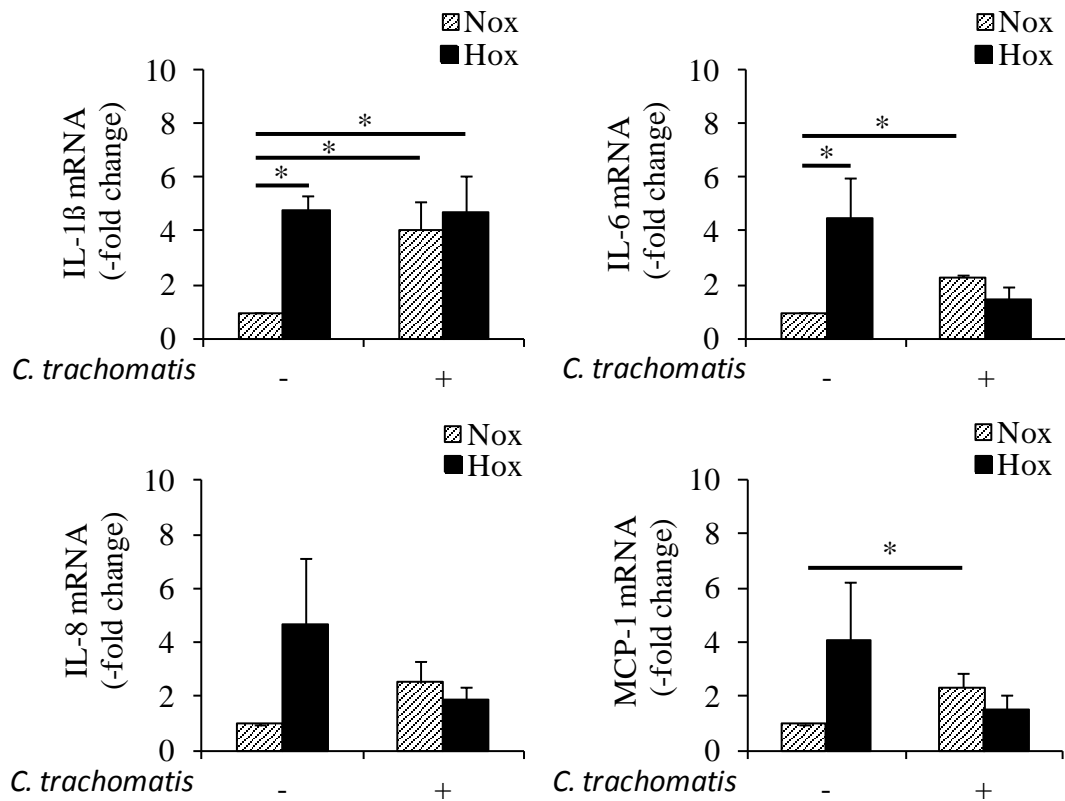 Nox
Hox
10
8
6
4
2
0
IL-1ß mRNA
(-fold change)
*
*
*
C. trachomatis
-
+
Nox
Hox
10
8
6
4
2
0
IL-6 mRNA
(-fold change)
*
*
C. trachomatis
-
+
Nox
Hox
10
8
6
4
2
0
IL-8 mRNA
(-fold change)
C. trachomatis
-
+
Nox
Hox
10
8
6
4
2
0
MCP-1 mRNA
(-fold change)
*
C. trachomatis
-
+